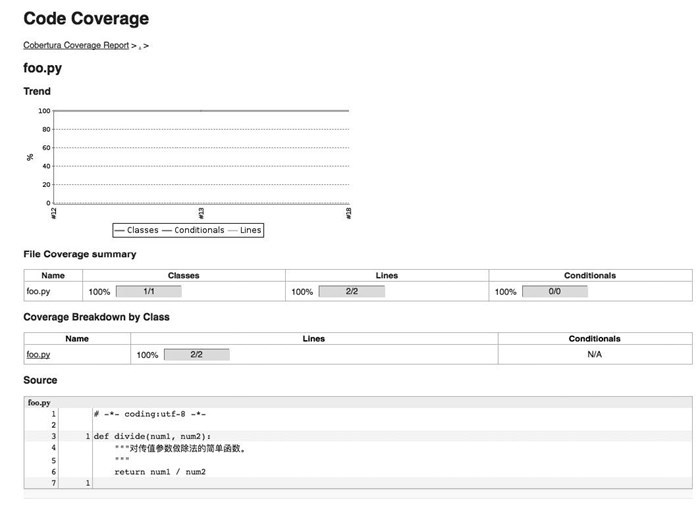 Code Coverage
Cobertura Coverage Report > . >
foo.py
Trend
%
100
80
60
40
20
0
#12 #13 #18
Classes Conditionals Lines
File Coverage summary
Name Classes Lines Conditionals
foo.py 100% 1/1 100% 2/2 100% 0/0
Coverage Breakdown by Class
Name Lines Conditionals
foo.py 100% 2/2 N/A
Source
foo.py
1 # -*- coding:utf-8 -*-
2
3 1 def divide(num1, num2):
4 """对传值参数做除法的简单函数。
5 """
6 return num1 / num2
7 1